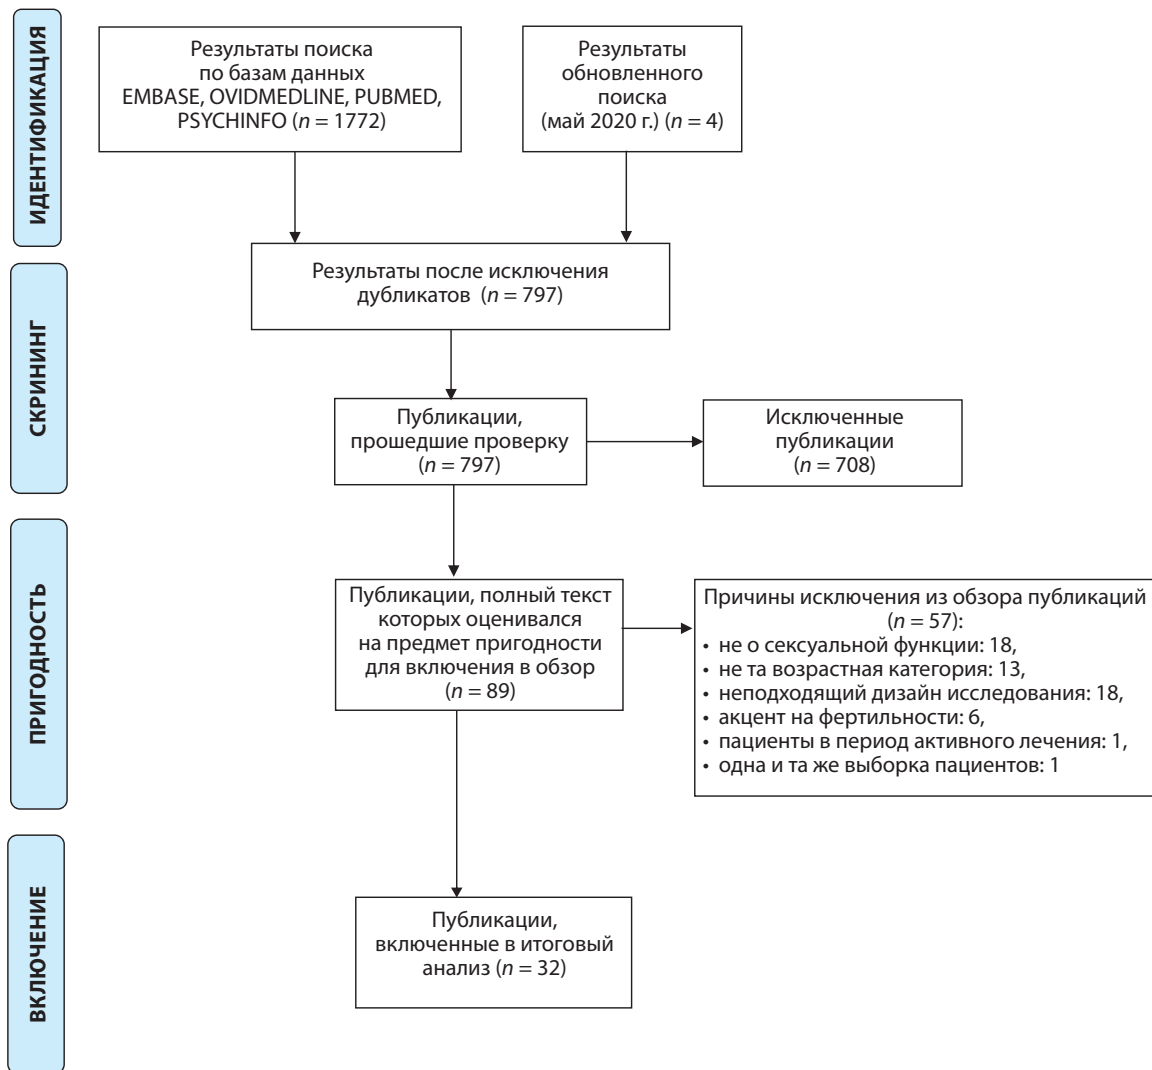 ИДЕНТИФИКАЦИЯ
Результаты поиска
по базам данных
EMBASE, OVIDMEDLINE, PUBMED,
PSYCHINFO (n = 1772)
Результаты
обновленного
поиска
(май 2020 г.) (n = 4)
СКРИНИНГ
Результаты после исключения
дубликатов (n = 797)
Публикации,
прошедшие проверку
(n = 797)
Исключенные
публикации
(n = 708)
ПРИГОДНОСТЬ
Публикации, полный текст
которых оценивался
на предмет пригодности
для включения в обзор
(n = 89)
Причины исключения из обзора публикаций
(n = 57):
• не о сексуальной функции: 18,
• не та возрастная категория: 13,
• неподходящий дизайн исследования: 18,
• акцент на фертильности: 6,
• пациенты в период активного лечения: 1,
• одна и та же выборка пациентов: 1
ВКЛЮЧЕНИЕ
Публикации,
включенные в итоговый
анализ (n = 32)